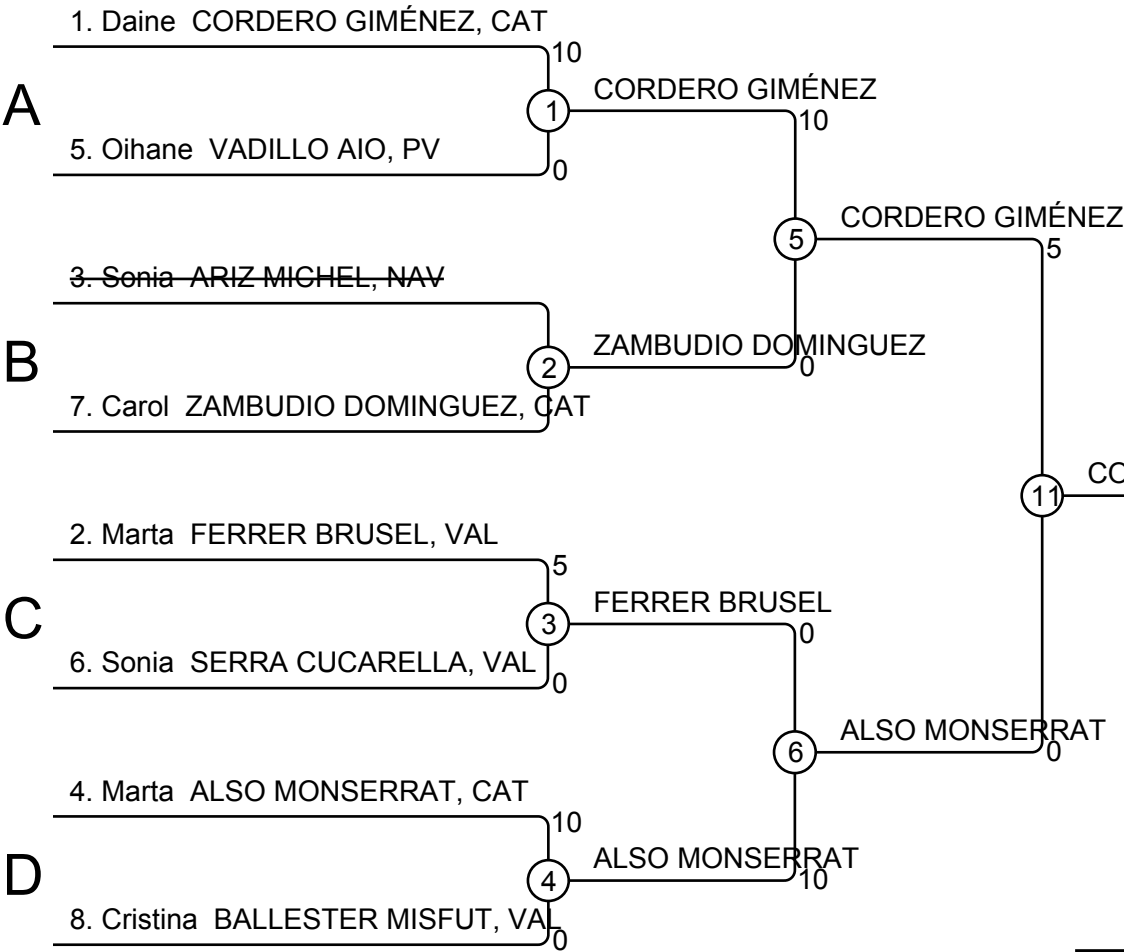 1. Daine CORDERO GIMÉNEZ, CAT
10
A
1
CORDERO GIMÉNEZ
10
5. Oihane VADILLO AIO, PV
0
5
CORDERO GIMÉNEZ
5
3. Sonia ARIZ MICHEL, NAV
B
2
ZAMBUDIO DOMINGUEZ
0
7. Carol ZAMBUDIO DOMINGUEZ, CAT
11
CO
2. Marta FERRER BRUSEL, VAL
5
C
3
FERRER BRUSEL
0
6. Sonia SERRA CUCARELLA, VAL
0
6
ALSO MONSERRAT
0
4. Marta ALSO MONSERRAT, CAT
10
D
4
ALSO MONSERRAT
10
8. Cristina BALLESTER MISFUT, VAL
0